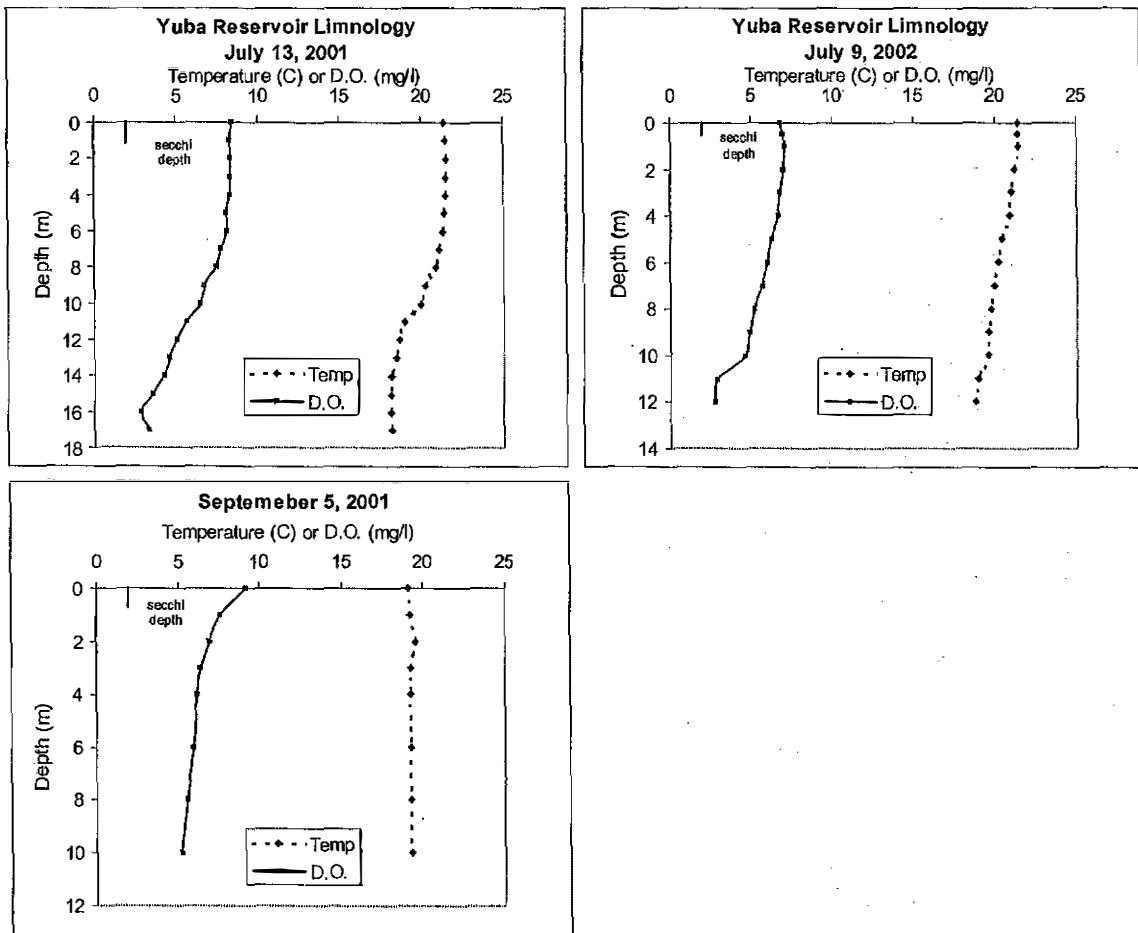 Yuba Reservoir Limnology
July 13, 2001
Temperature (C) or D.O. (mg/l)
0 5 10 15 20 25
0
2
4
6
8
10
12
14
16
18
Depth (m)
secchi
depth
Temp
D.O.
Yuba Reservoir Limnology
July 9, 2002
Temperature (C) or D.O. (mg/l)
0 5 10 15 20 25
0
2
4
6
8
10
12
14
Depth (m)
secchi
depth
Temp
D.O.
Septemeber 5, 2001
Temperature (C) or D.O. (mg/l)
0 5 10 15 20 25
0
2
4
6
8
10
12
Depth (m)
secchi
depth
Temp
D.O.